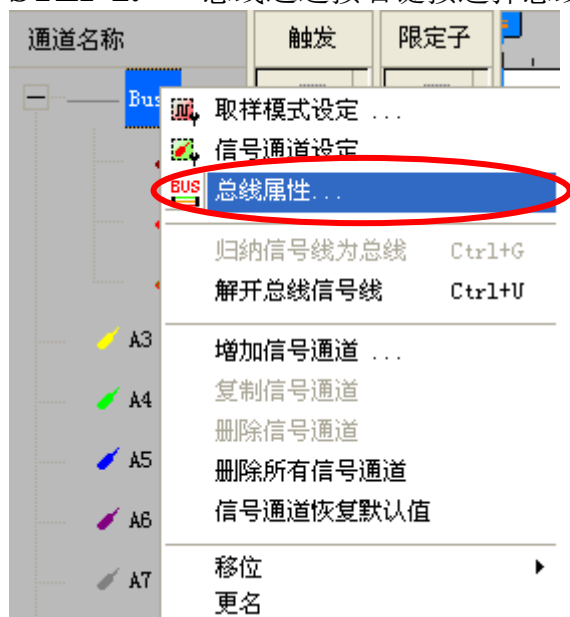 通道名称 触发 限定子
Bus
取样模式设定 ...
信号通道设定
BUS 总线属性...
归纳信号线为总线 Ctrl+G
解开总线信号线 Ctrl+U
A3
增加信号通道 ...
复制信号通道
A4
删除信号通道
A5
删除所有信号通道
A6
信号通道恢复默认值
移位
A7
更名